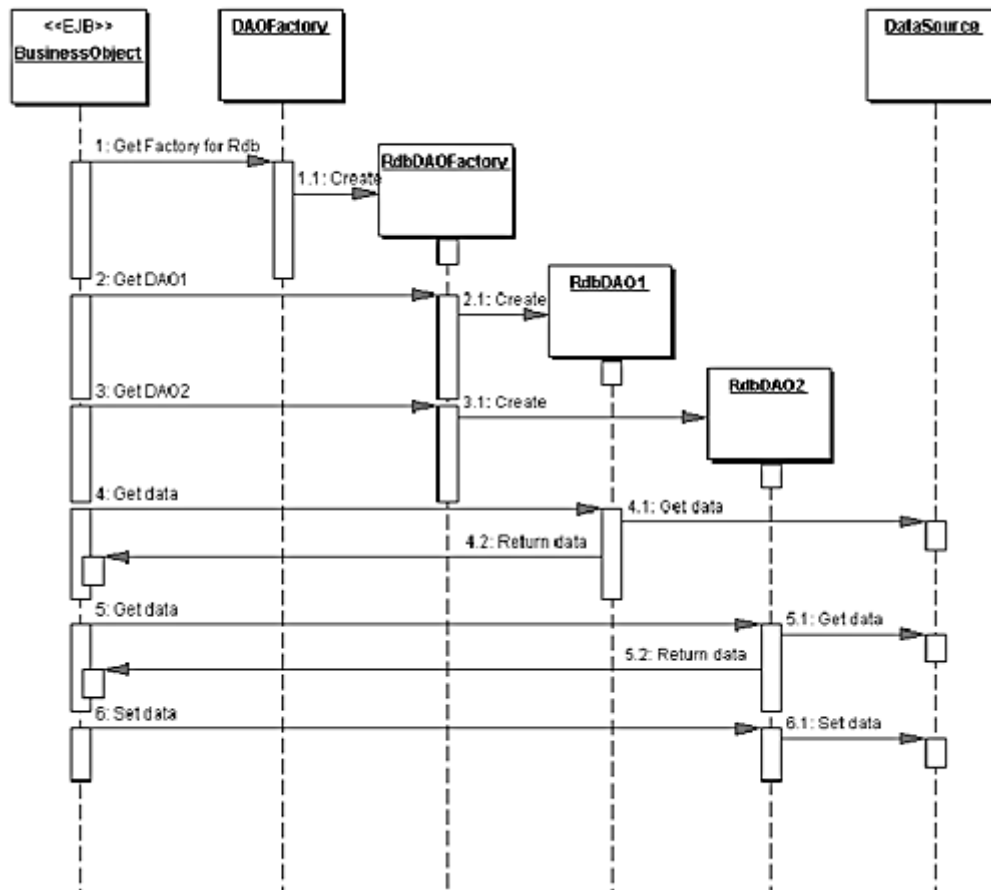 <<EJB>>
BusinessObject
DAOFactory
DataSource
1: Get Factory for Rdb
RdbDAOFactory
1.1: Create
2: Get DAO1
RdbDAO1
2.1: Create
3: Get DAO2
RdbDAO2
3.1: Create
4: Get data
4.1: Get data
4.2: Return data
5: Get data
5.1: Get data
5.2: Return data
6: Set data
6.1: Set data